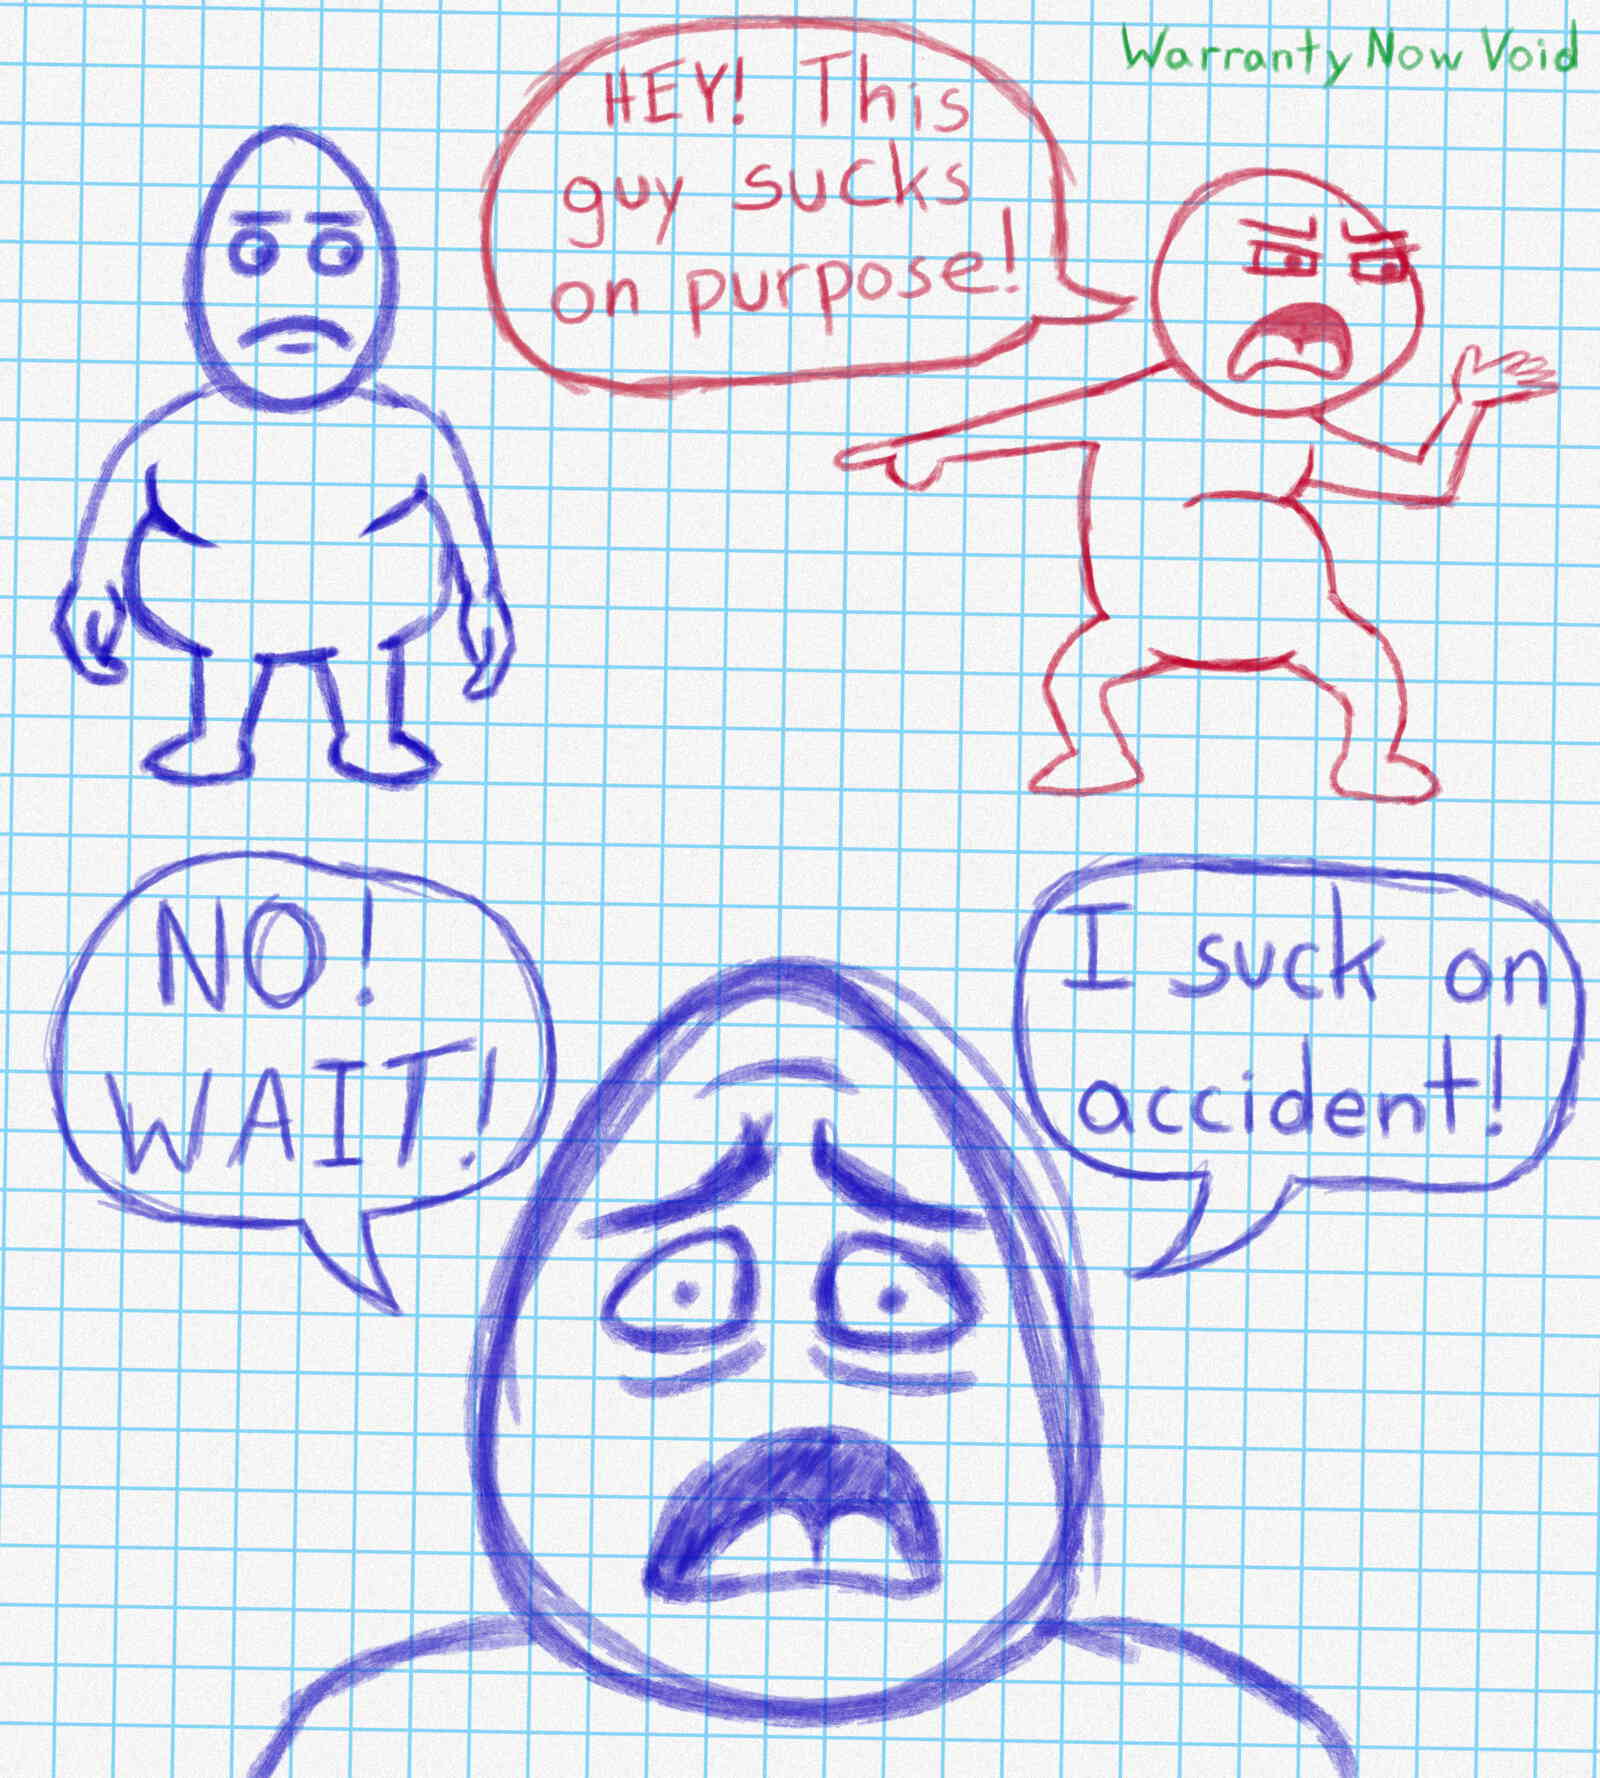 Warranty Now Void
HEY! This
guy sucks
on purpose!
NO!
WAIT!
I suck on
accident!